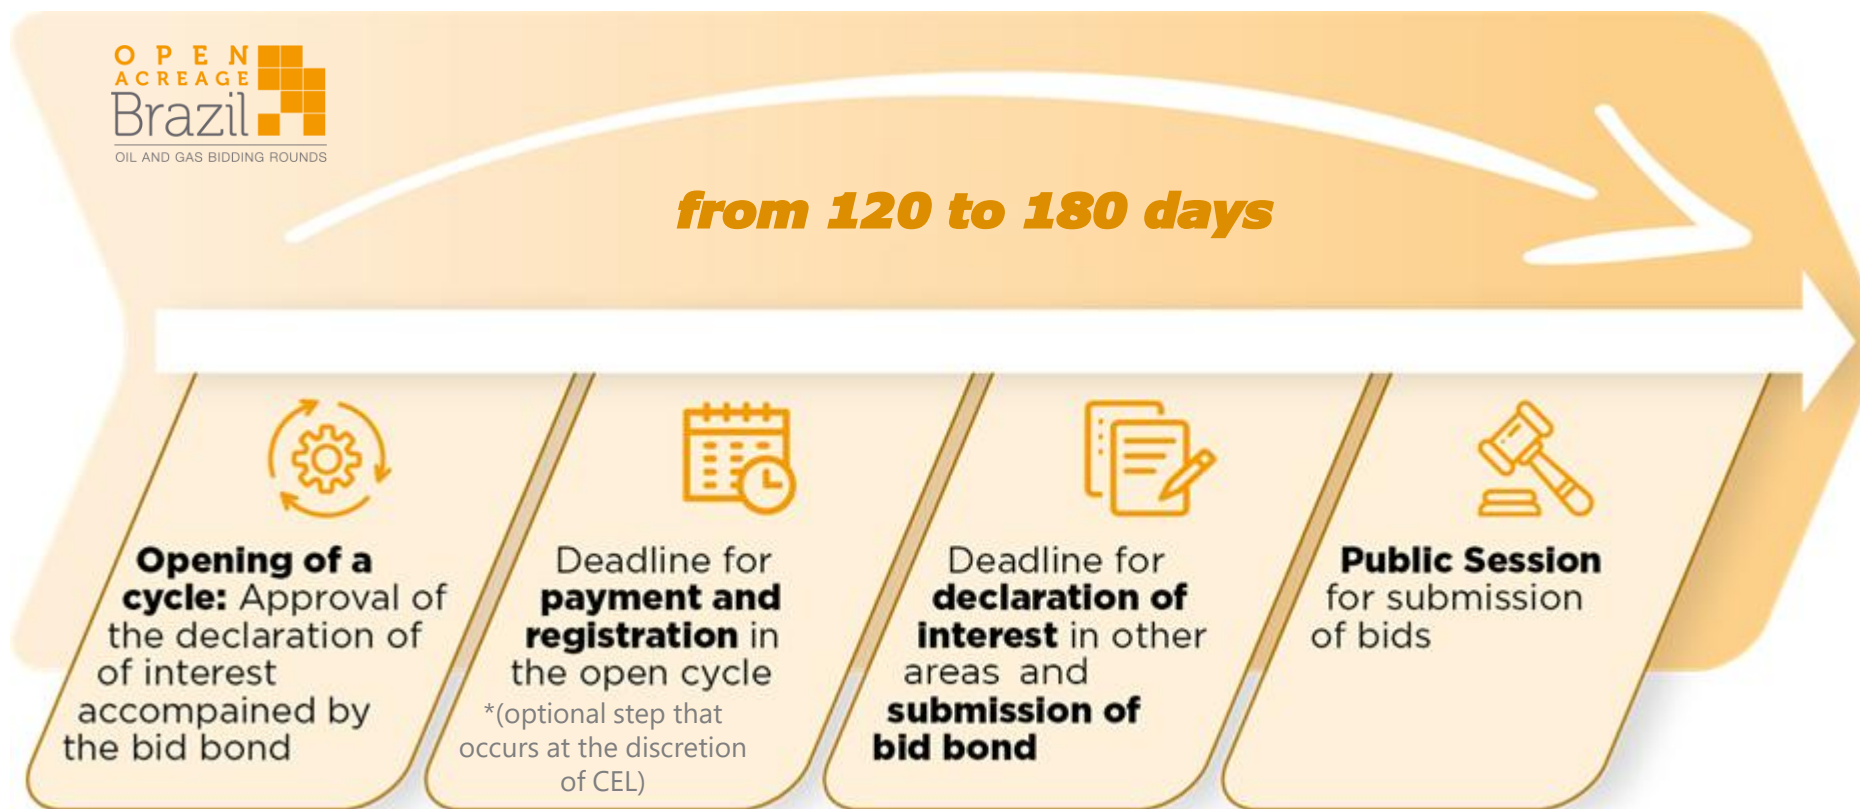 OPEN
ACREAGE
Brazil
OIL AND GAS BIDDING ROUNDS
from 120 to 180 days
Opening of a
cycle: Approval of
the declaration of
of interest
accompained by
the bid bond
Deadline for
payment and
registration in
the open cycle
*(optional step that
occurs at the discretion
of CEL)
Deadline for
declaration of
interest in other
areas and
submission of
bid bond
Public Session
for submission
of bids